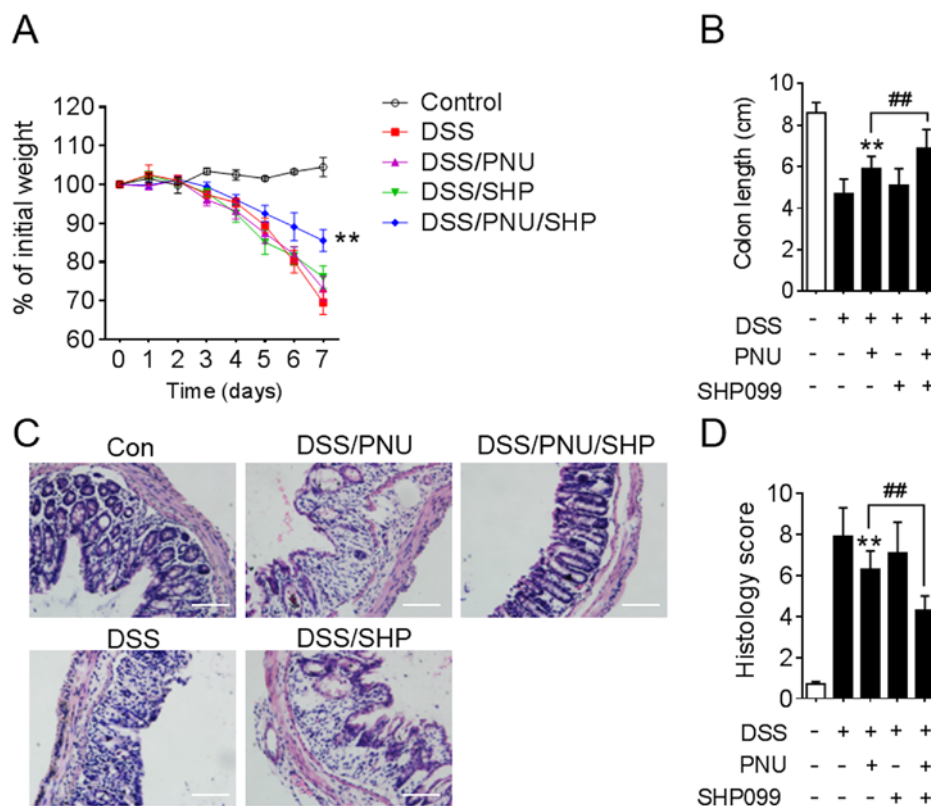 A
% of initial weight
120
110
100
90
80
70
60
0 1 2 3 4 5 6 7
Time (days)
**
Control
DSS
DSS/PNU
DSS/SHP
DSS/PNU/SHP
B
Colon length (cm)
10
8
6
4
2
0
**
##
DSS - + + + +
PNU - - + - +
SHP099 - - - + +
C
Con
DSS/PNU
DSS/PNU/SHP
DSS
DSS/SHP
D
Histology score
10
8
6
4
2
0
**
##
DSS - + + + +
PNU - - + - +
SHP099 - - - + +